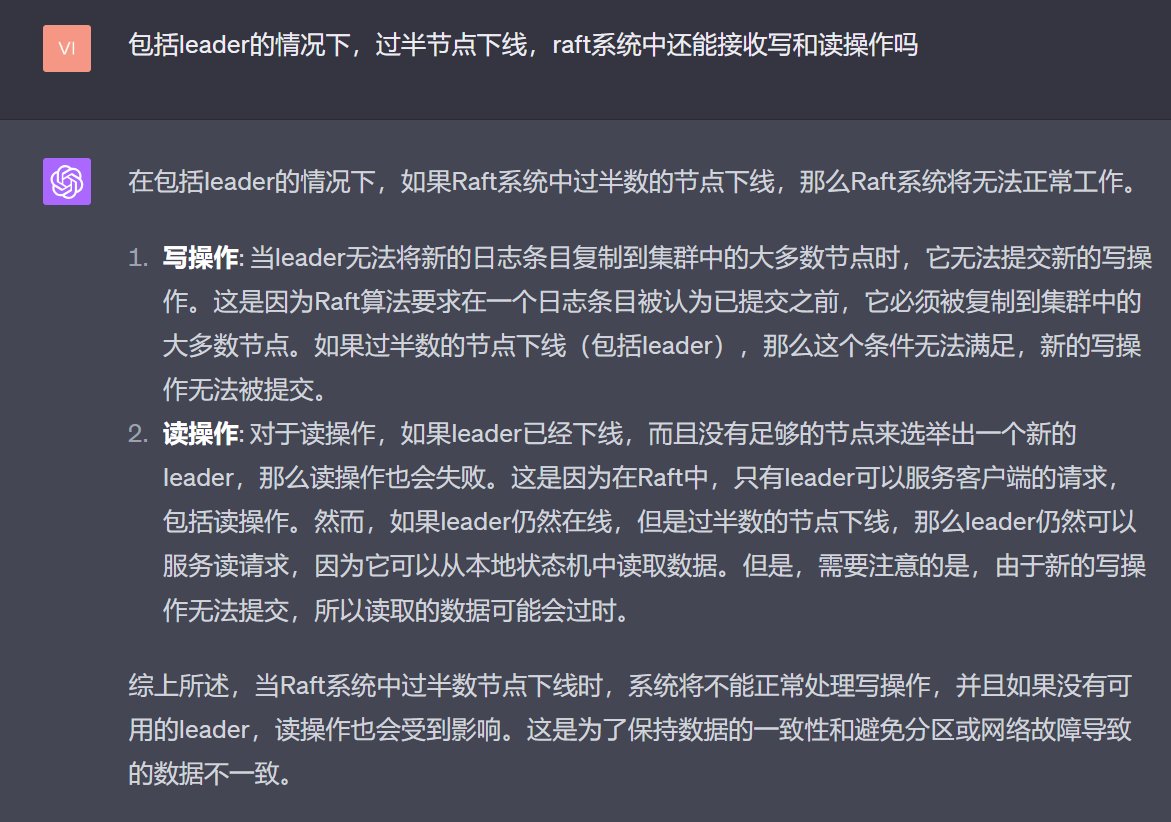 VI
包括leader的情况下，过半节点下线，raft系统中还能接收写和读操作吗
在包括leader的情况下，如果Raft系统中过半数的节点下线，那么Raft系统将无法正常工作。
1. 写操作: 当leader无法将新的日志条目复制到集群中的大多数节点时，它无法提交新的写操
作。这是因为Raft算法要求在一个日志条目被认为已提交之前，它必须被复制到集群中的
大多数节点。如果过半数的节点下线（包括leader），那么这个条件无法满足，新的写操
作无法被提交。
2. 读操作: 对于读操作，如果leader已经下线，而且没有足够的节点来选举出一个新的
leader，那么读操作也会失败。这是因为在Raft中，只有leader可以服务客户端的请求，
包括读操作。然而，如果leader仍然在线，但是过半数的节点下线，那么leader仍然可以
服务读请求，因为它可以从本地状态机中读取数据。但是，需要注意的是，由于新的写操
作无法提交，所以读取的数据可能会过时。
综上所述，当Raft系统中过半数节点下线时，系统将不能正常处理写操作，并且如果没有可
用的leader，读操作也会受到影响。这是为了保持数据的一致性和避免分区或网络故障导致
的数据不一致。